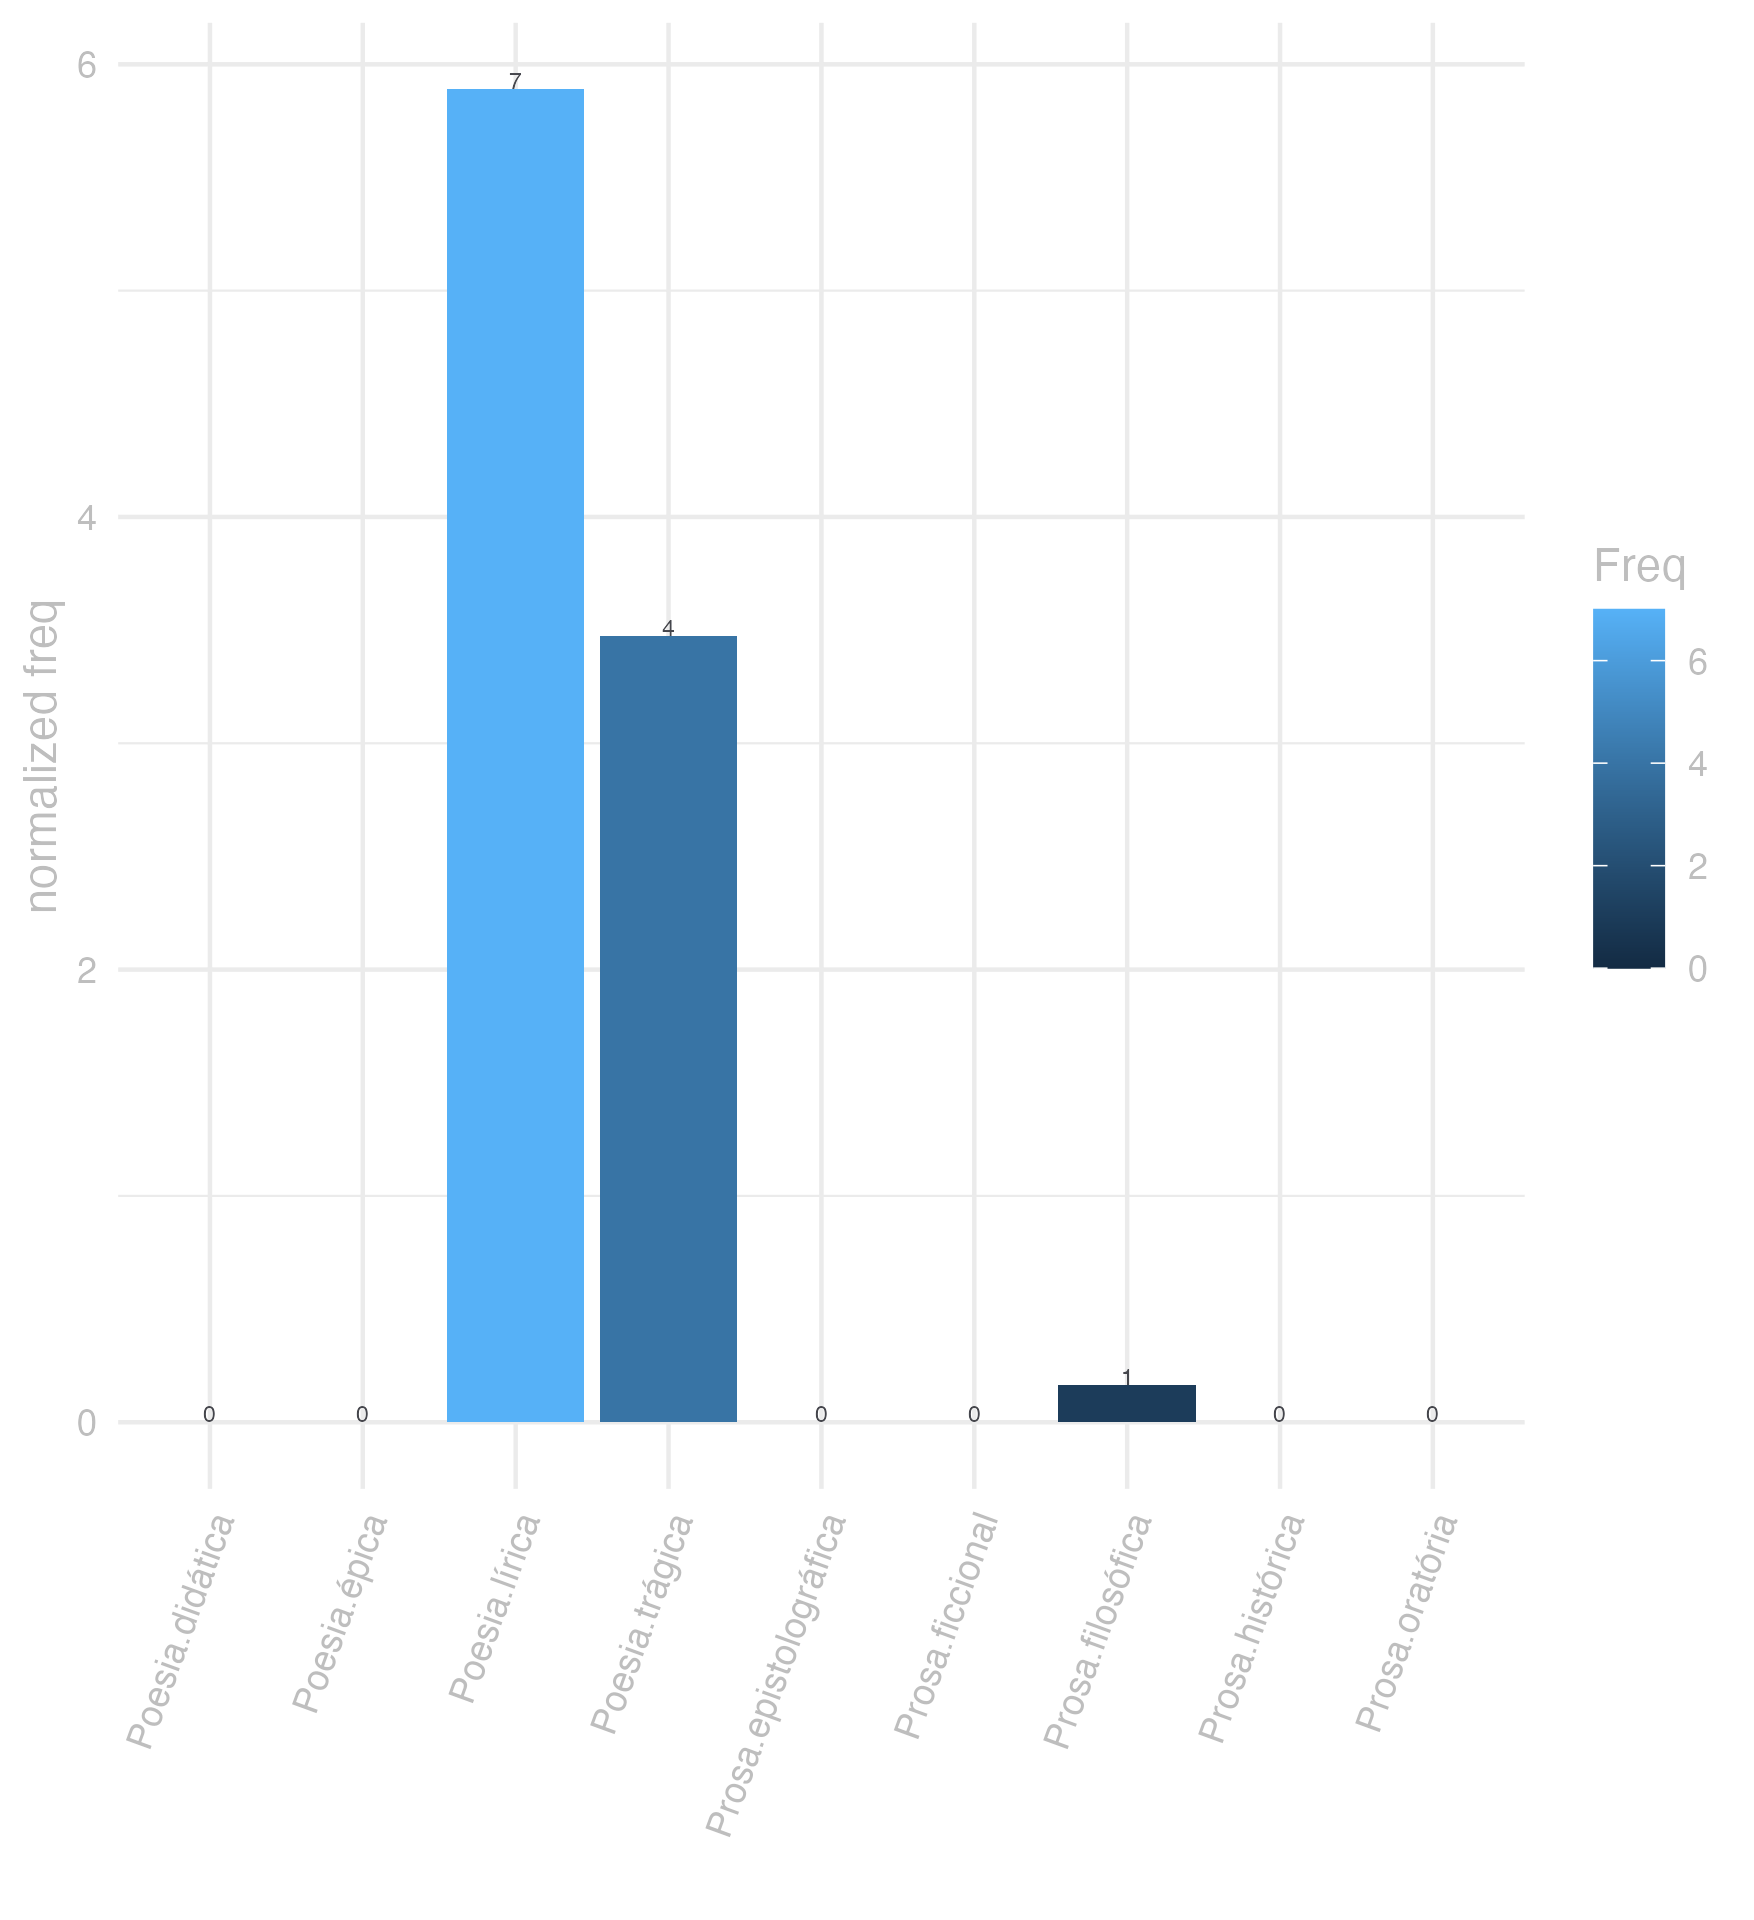 6
4
2
0
normalized freq
7
4
0
0
0
0
1
0
0
Poesia.didática
Poesia.épica
Poesia.lírica
Poesia.trágica
Prosa.epistolográfica
Prosa.ficcional
Prosa.filosófica
Prosa.histórica
Prosa.oratória
Freq
6
4
2
0